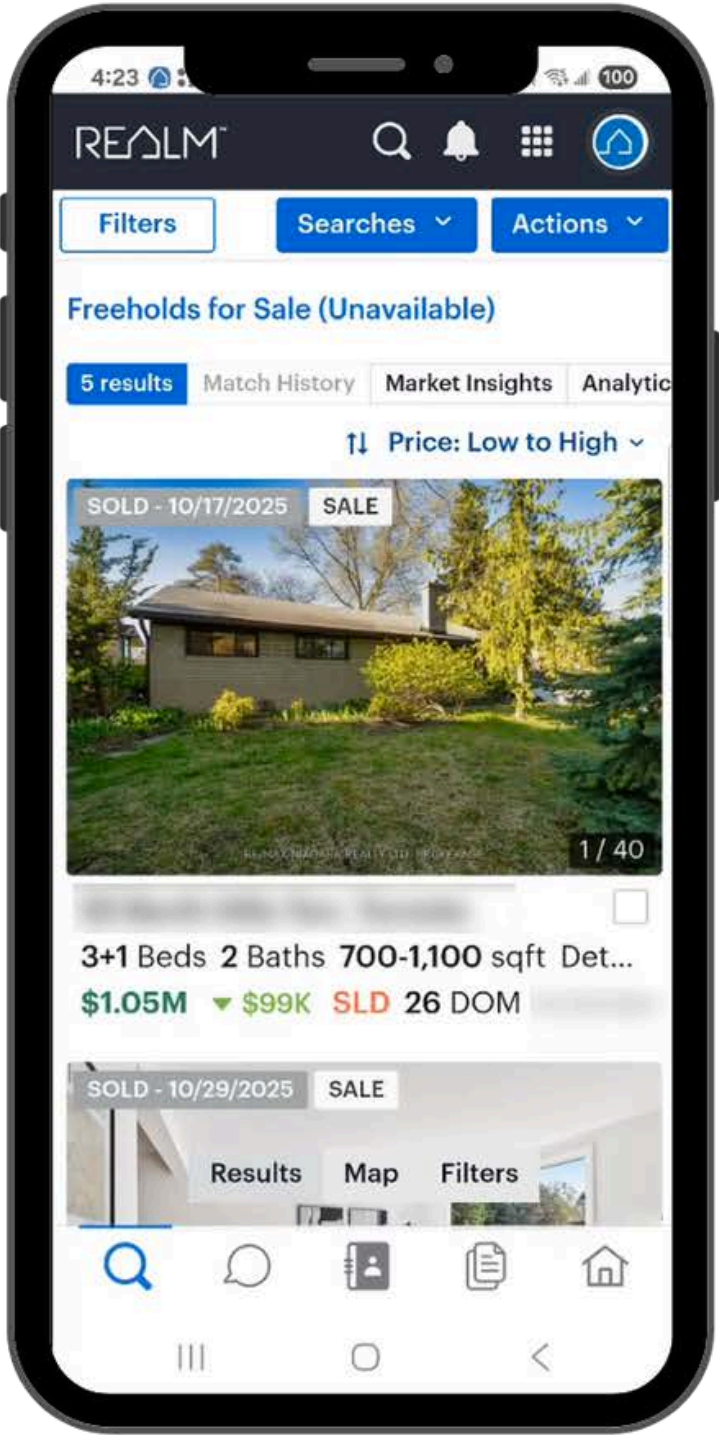 4:23 100
REALM™
Filters Searches Actions
Freeholds for Sale (Unavailable)
5 results Match History Market Insights Analytic
Price: Low to High
SOLD - 10/17/2025 SALE
1 / 40
3+1 Beds 2 Baths 700-1,100 sqft Det...
$1.05M $99K SLD 26 DOM
SOLD - 10/29/2025 SALE
Results Map Filters